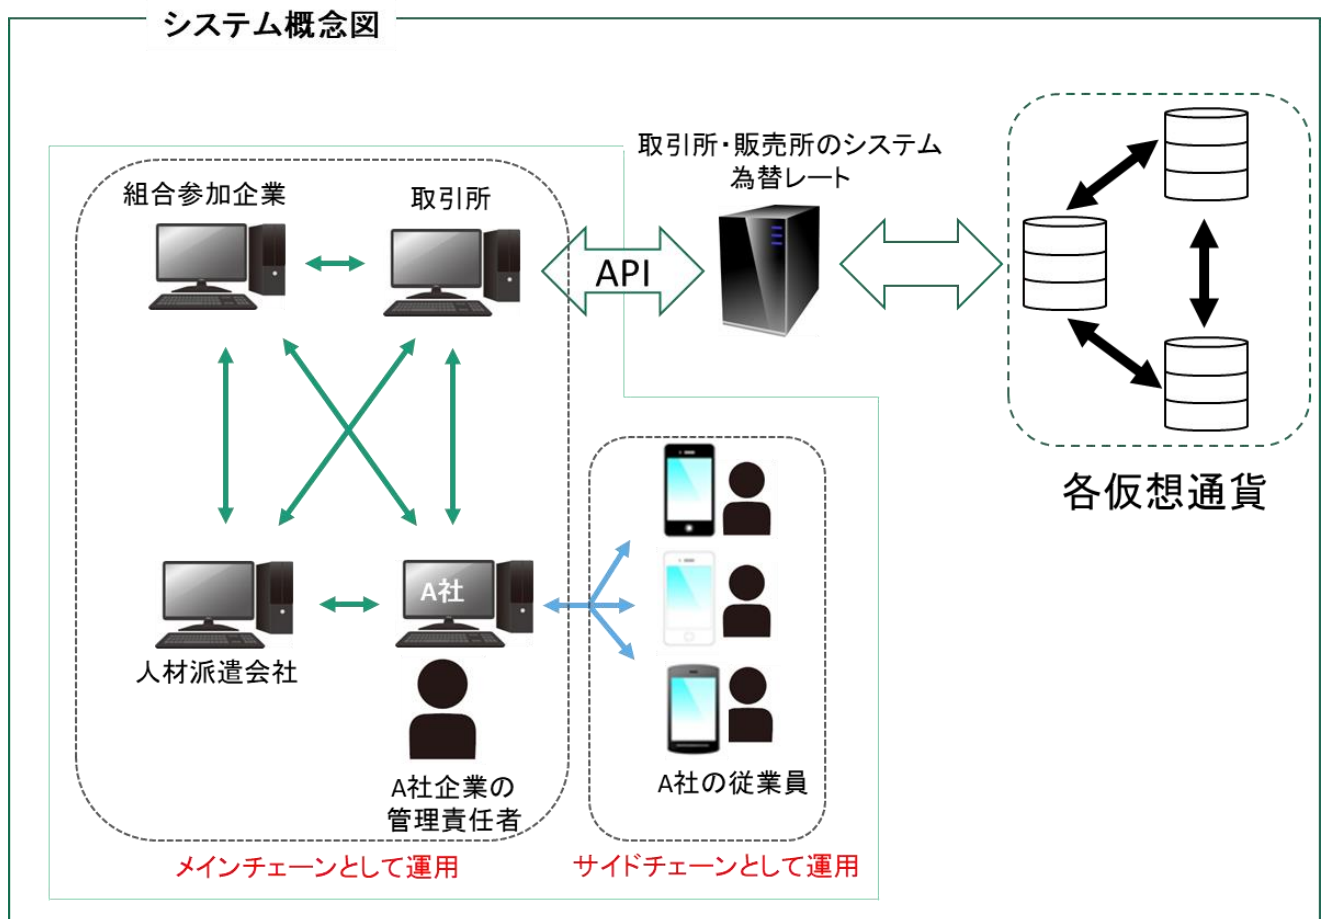 システム概念図
取引所・販売所のシステム
為替レート
組合参加企業
取引所
API
各仮想通貨
A社
人材派遣会社
A社企業の
管理責任者
A社の従業員
メインチェーンとして運用
サイドチェーンとして運用